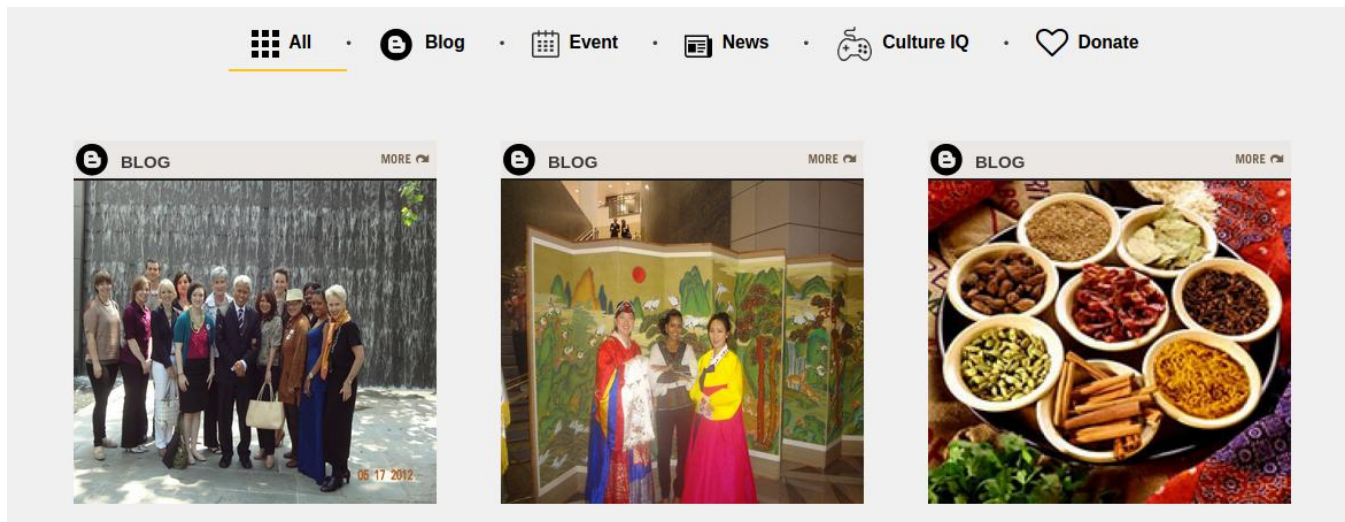 All · Blog · Event · News · Culture IQ · Donate
BLOG MORE
BLOG MORE
BLOG MORE
05 17 2012